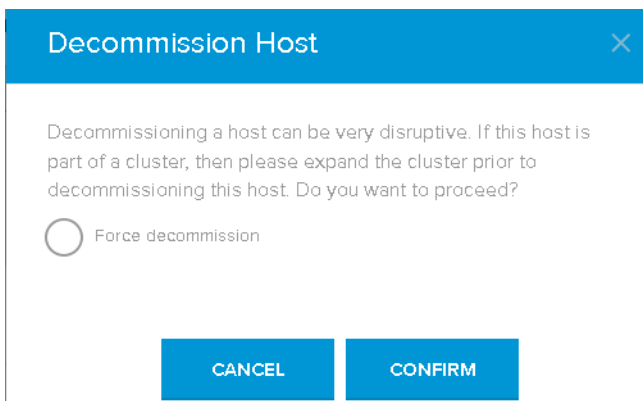 Decommission Host
Decommissioning a host can be very disruptive. If this host is
part of a cluster, then please expand the cluster prior to
decommissioning this host. Do you want to proceed?
Force decommission
CANCEL CONFIRM